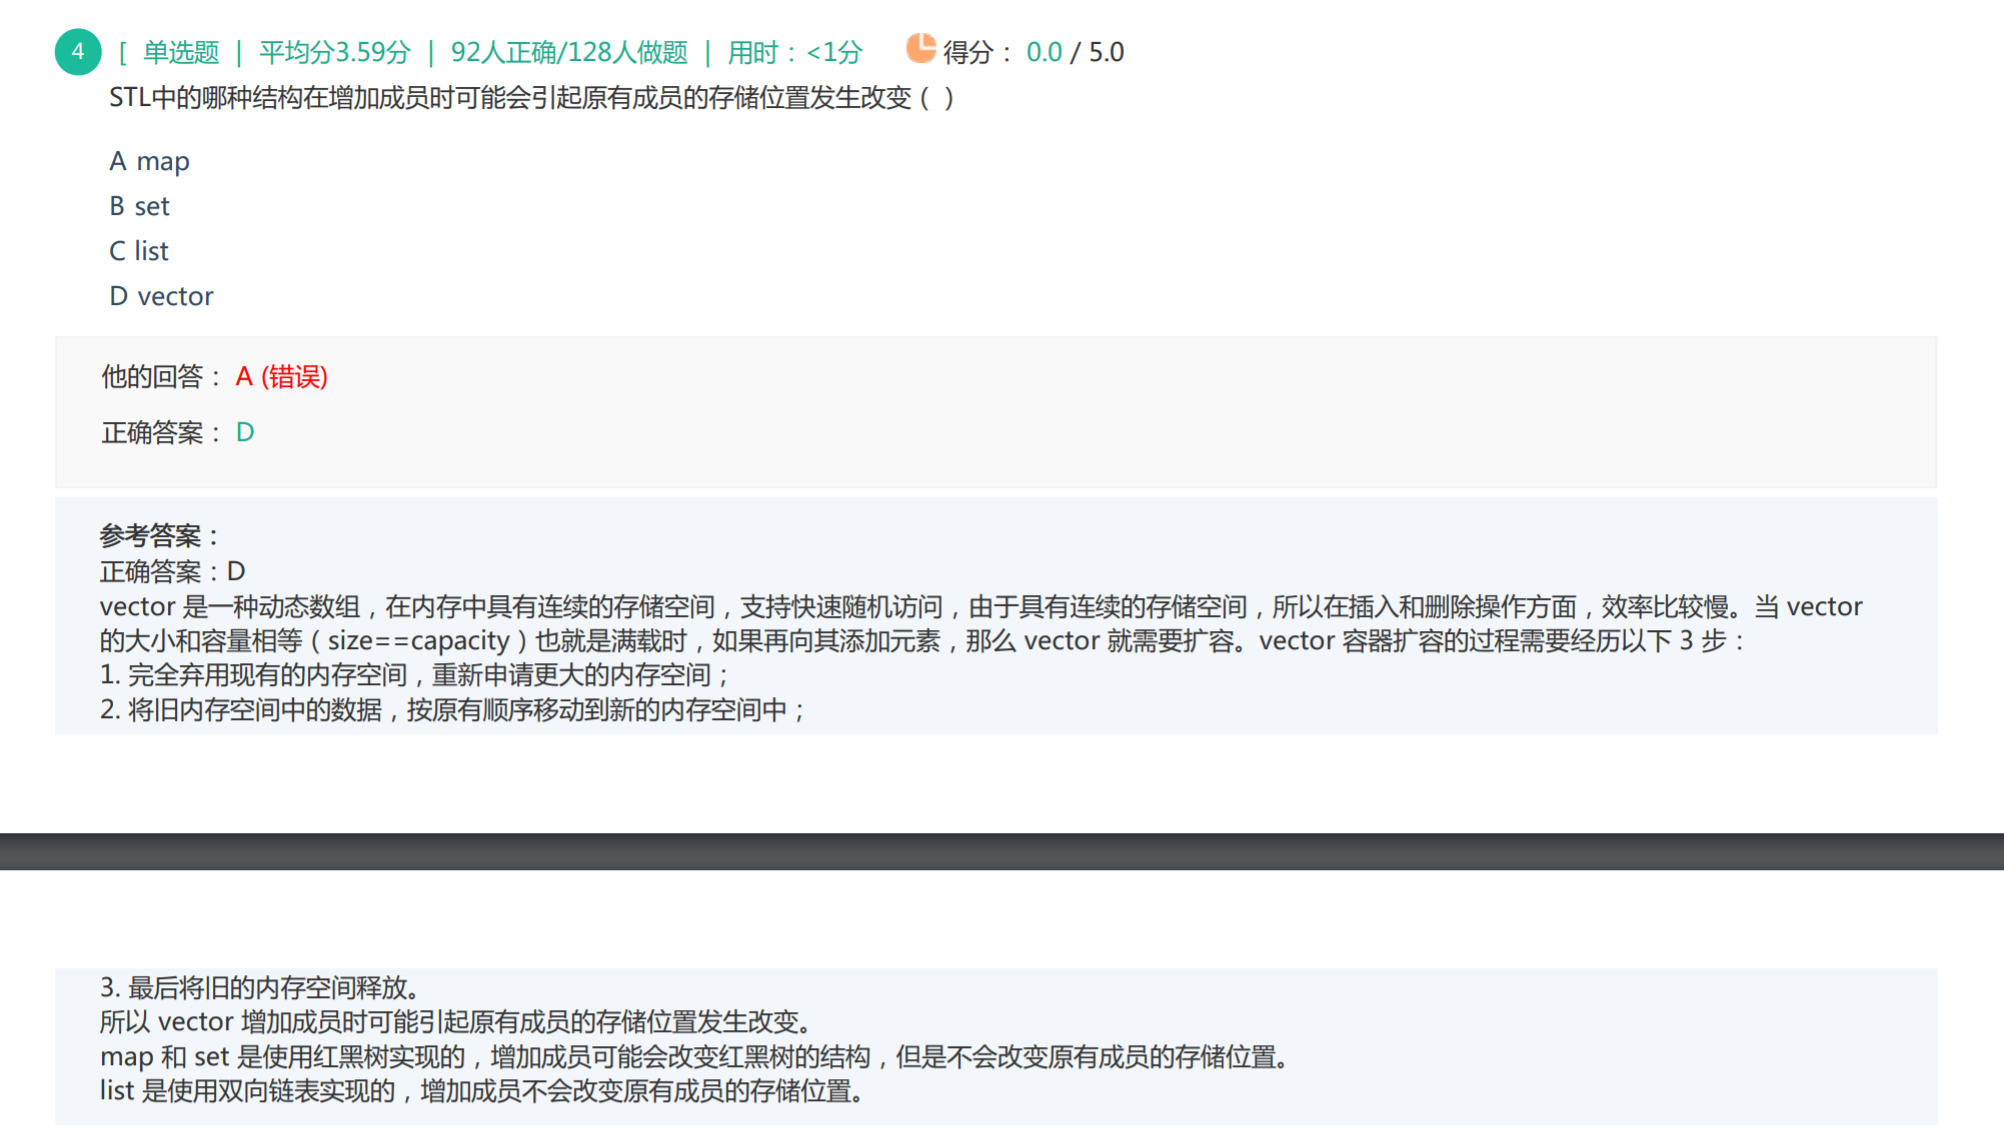 4 [ 单选题 | 平均分3.59分 | 92人正确/128人做题 | 用时：<1分 得分： 0.0 / 5.0
STL中的哪种结构在增加成员时可能会引起原有成员的存储位置发生改变（ ）
A map
B set
C list
D vector
他的回答： A (错误)
正确答案： D
参考答案：
正确答案：D
vector 是一种动态数组，在内存中具有连续的存储空间，支持快速随机访问，由于具有连续的存储空间，所以在插入和删除操作方面，效率比较慢。当 vector
的大小和容量相等（size==capacity）也就是满载时，如果再向其添加元素，那么 vector 就需要扩容。vector 容器扩容的过程需要经历以下 3 步：
1. 完全弃用现有的内存空间，重新申请更大的内存空间；
2. 将旧内存空间中的数据，按原有顺序移动到新的内存空间中；
3. 最后将旧的内存空间释放。
所以 vector 增加成员时可能引起原有成员的存储位置发生改变。
map 和 set 是使用红黑树实现的，增加成员可能会改变红黑树的结构，但是不会改变原有成员的存储位置。
list 是使用双向链表实现的，增加成员不会改变原有成员的存储位置。